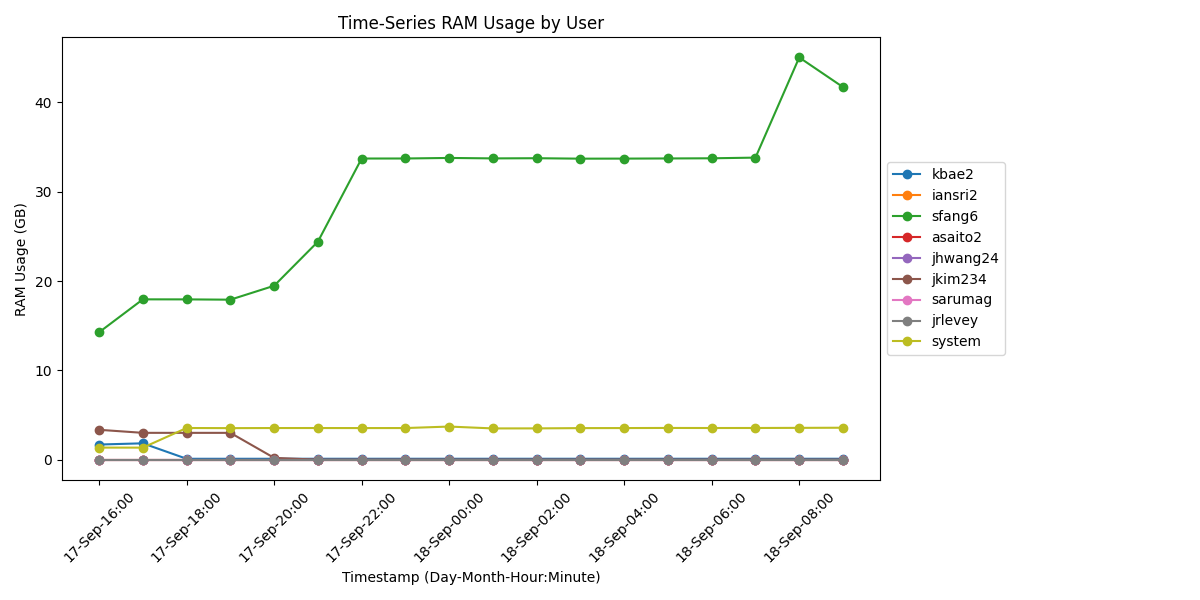 Time-Series RAM Usage by User
RAM Usage (GB)
40
30
20
10
0
17-Sep-16:00
17-Sep-18:00
17-Sep-20:00
17-Sep-22:00
18-Sep-00:00
18-Sep-02:00
18-Sep-04:00
18-Sep-06:00
18-Sep-08:00
Timestamp (Day-Month-Hour:Minute)
kbae2
iansri2
sfang6
asaito2
jhwang24
jkim234
sarumag
jrlevey
system